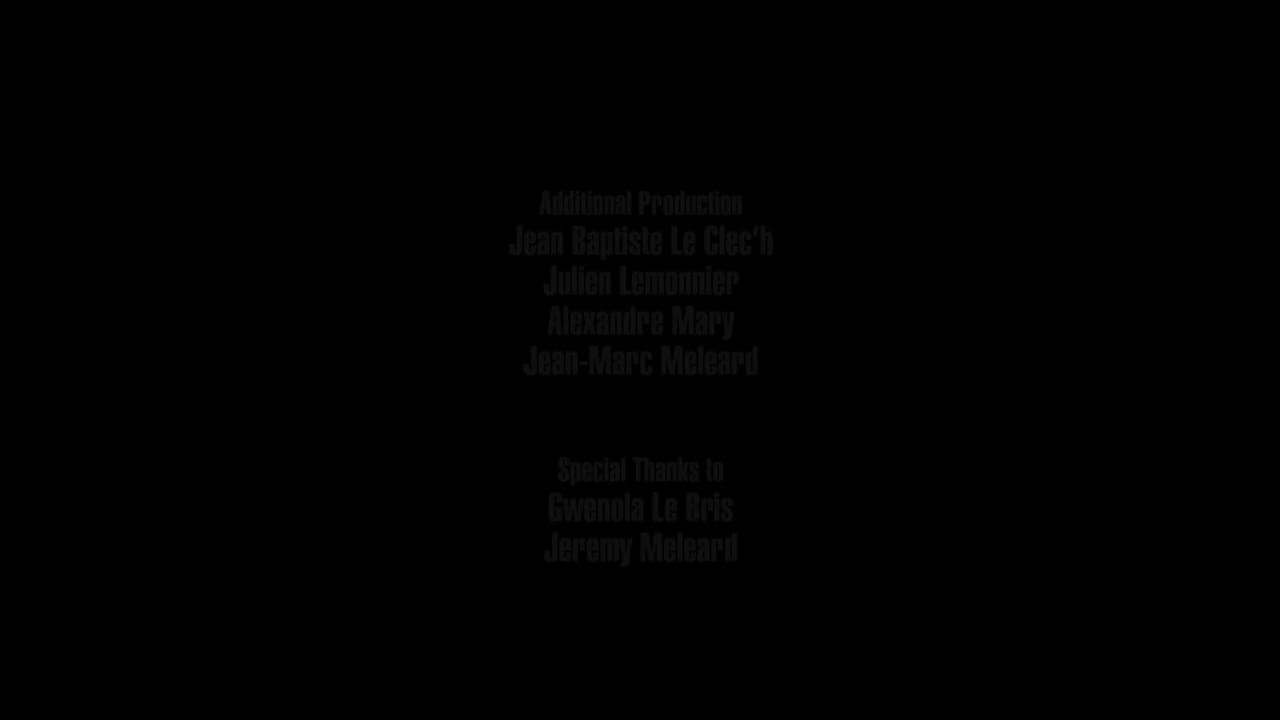 Additional Production
Jean Baptiste Le Clec'h
Julien Lemonnier
Alexandre Mary
Jean-Marc Meleard
Special Thanks to
Gwenola Le Bris
Jeremy Meleard